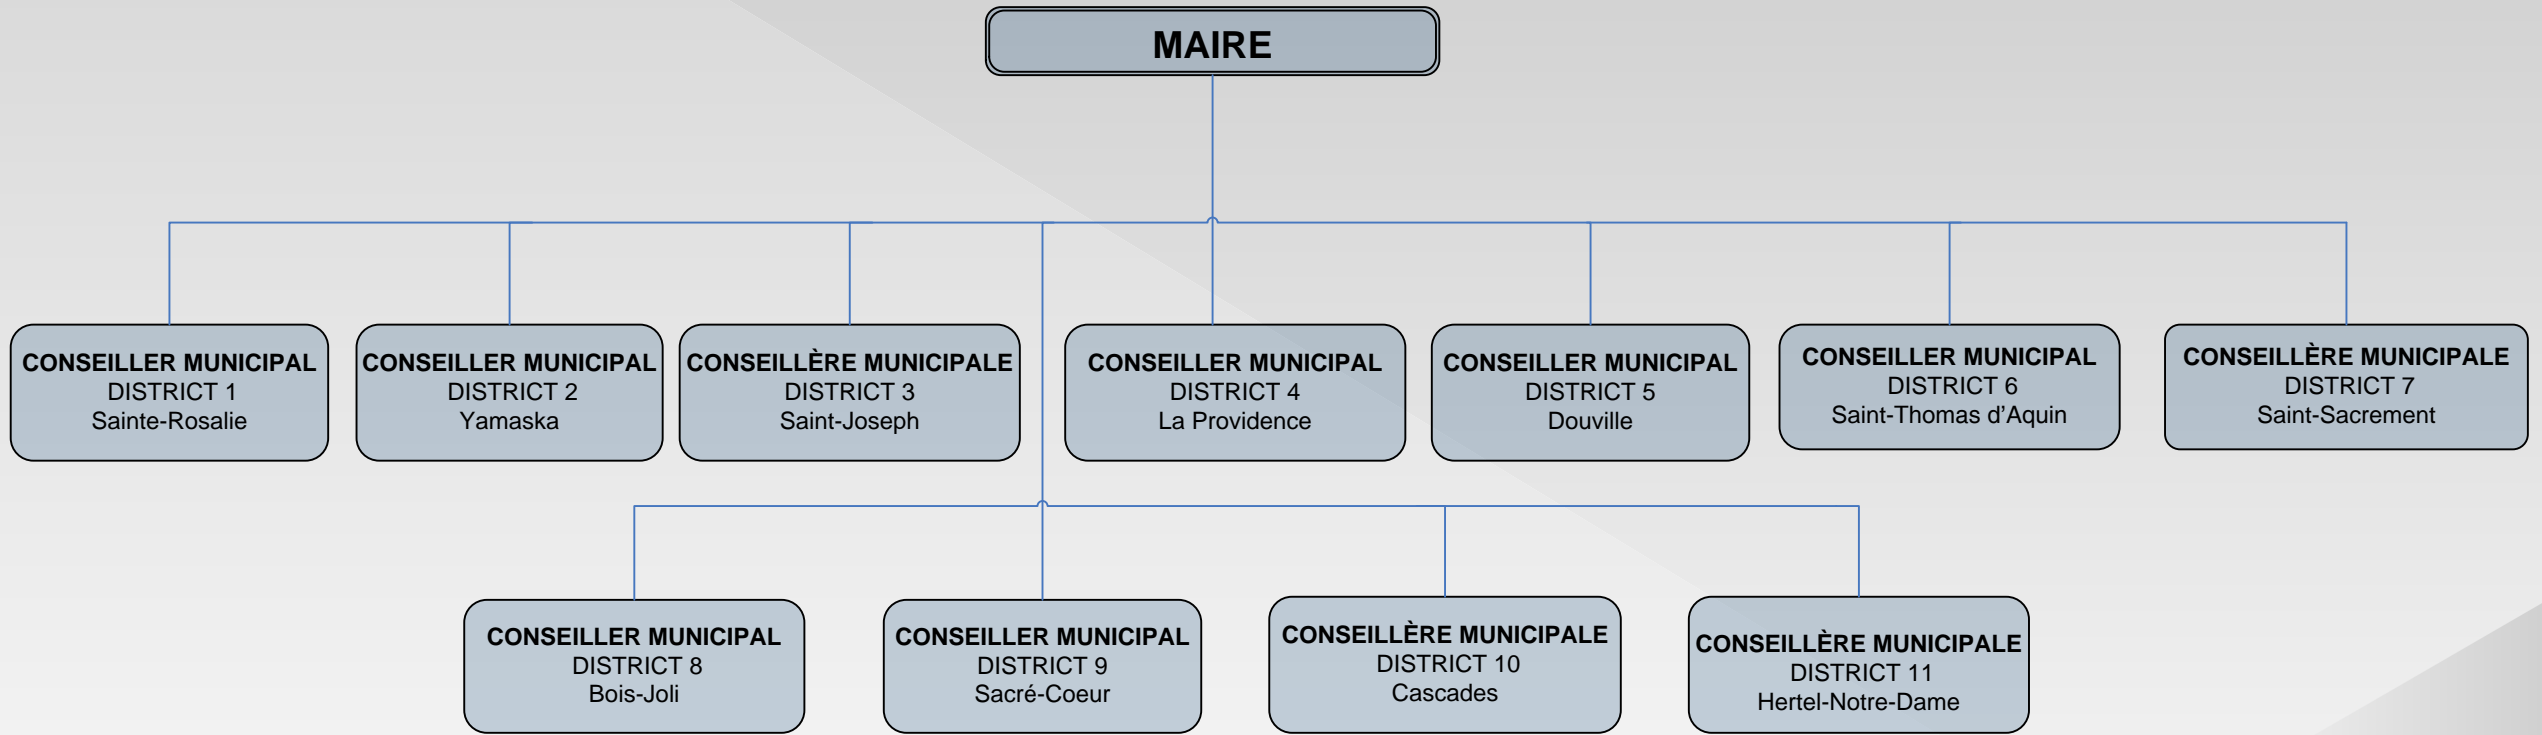 MAIRE
CONSEILLER MUNICIPAL
DISTRICT 1
Sainte-Rosalie
CONSEILLER MUNICIPAL
DISTRICT 2
Yamaska
CONSEILLÈRE MUNICIPALE
DISTRICT 3
Saint-Joseph
CONSEILLER MUNICIPAL
DISTRICT 4
La Providence
CONSEILLER MUNICIPAL
DISTRICT 5
Douville
CONSEILLER MUNICIPAL
DISTRICT 6
Saint-Thomas d’Aquin
CONSEILLÈRE MUNICIPALE
DISTRICT 7
Saint-Sacrement
CONSEILLER MUNICIPAL
DISTRICT 8
Bois-Joli
CONSEILLER MUNICIPAL
DISTRICT 9
Sacré-Coeur
CONSEILLÈRE MUNICIPALE
DISTRICT 10
Cascades
CONSEILLÈRE MUNICIPALE
DISTRICT 11
Hertel-Notre-Dame